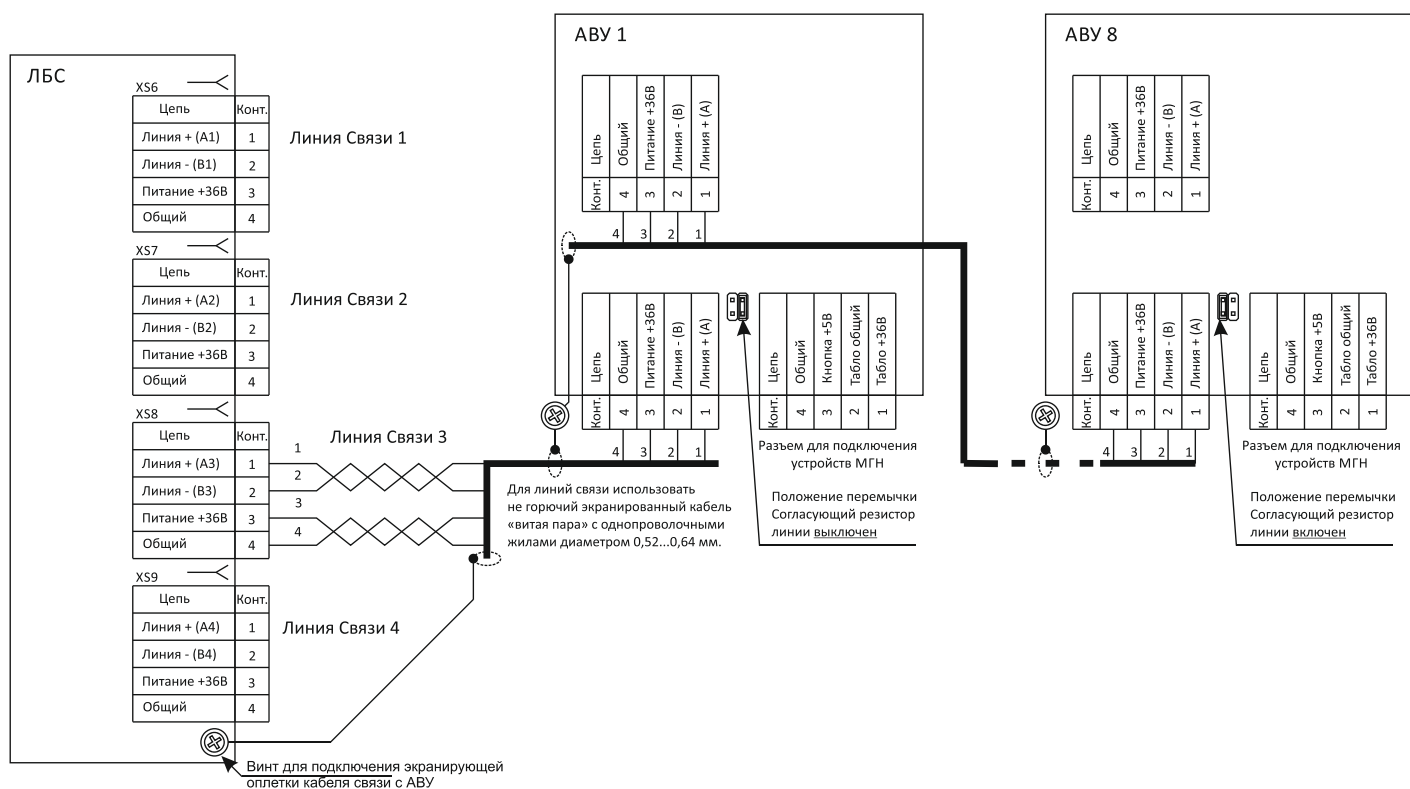 ЛБС
XS6
Цепь Конт.
Линия + (А1) 1
Линия - (В1) 2
Питание +36В 3
Общий 4
Линия Связи 1
XS7
Цепь Конт.
Линия + (А2) 1
Линия - (В2) 2
Питание +36В 3
Общий 4
Линия Связи 2
XS8
Цепь Конт.
Линия + (А3) 1
Линия - (В3) 2
Питание +36В 3
Общий 4
Линия Связи 3
1
2
3
4
XS9
Цепь Конт.
Линия + (А4) 1
Линия - (В4) 2
Питание +36В 3
Общий 4
Линия Связи 4
Винт для подключения экранирующей
оплетки кабеля связи с АВУ
Для линий связи использовать
не горючий экранированный кабель
«витая пара» с однопроволочными
жилами диаметром 0,52...0,64 мм.
АВУ 1
Конт. Цепь
4 Общий
3 Питание +36В
2 Линия - (В)
1 Линия + (А)
4 3 2 1
Конт. Цепь
4 Общий
3 Питание +36В
2 Линия - (В)
1 Линия + (А)
4 3 2 1
Конт. Цепь
4 Общий
3 Кнопка +5В
2 Табло общий
1 Табло +36В
Разъем для подключения
устройств МГН
Положение перемычки
Согласующий резистор
линии выключен
АВУ 8
Конт. Цепь
4 Общий
3 Питание +36В
2 Линия - (В)
1 Линия + (А)
Конт. Цепь
4 Общий
3 Питание +36В
2 Линия - (В)
1 Линия + (А)
4 3 2 1
Конт. Цепь
4 Общий
3 Кнопка +5В
2 Табло общий
1 Табло +36В
Разъем для подключения
устройств МГН
Положение перемычки
Согласующий резистор
линии включен